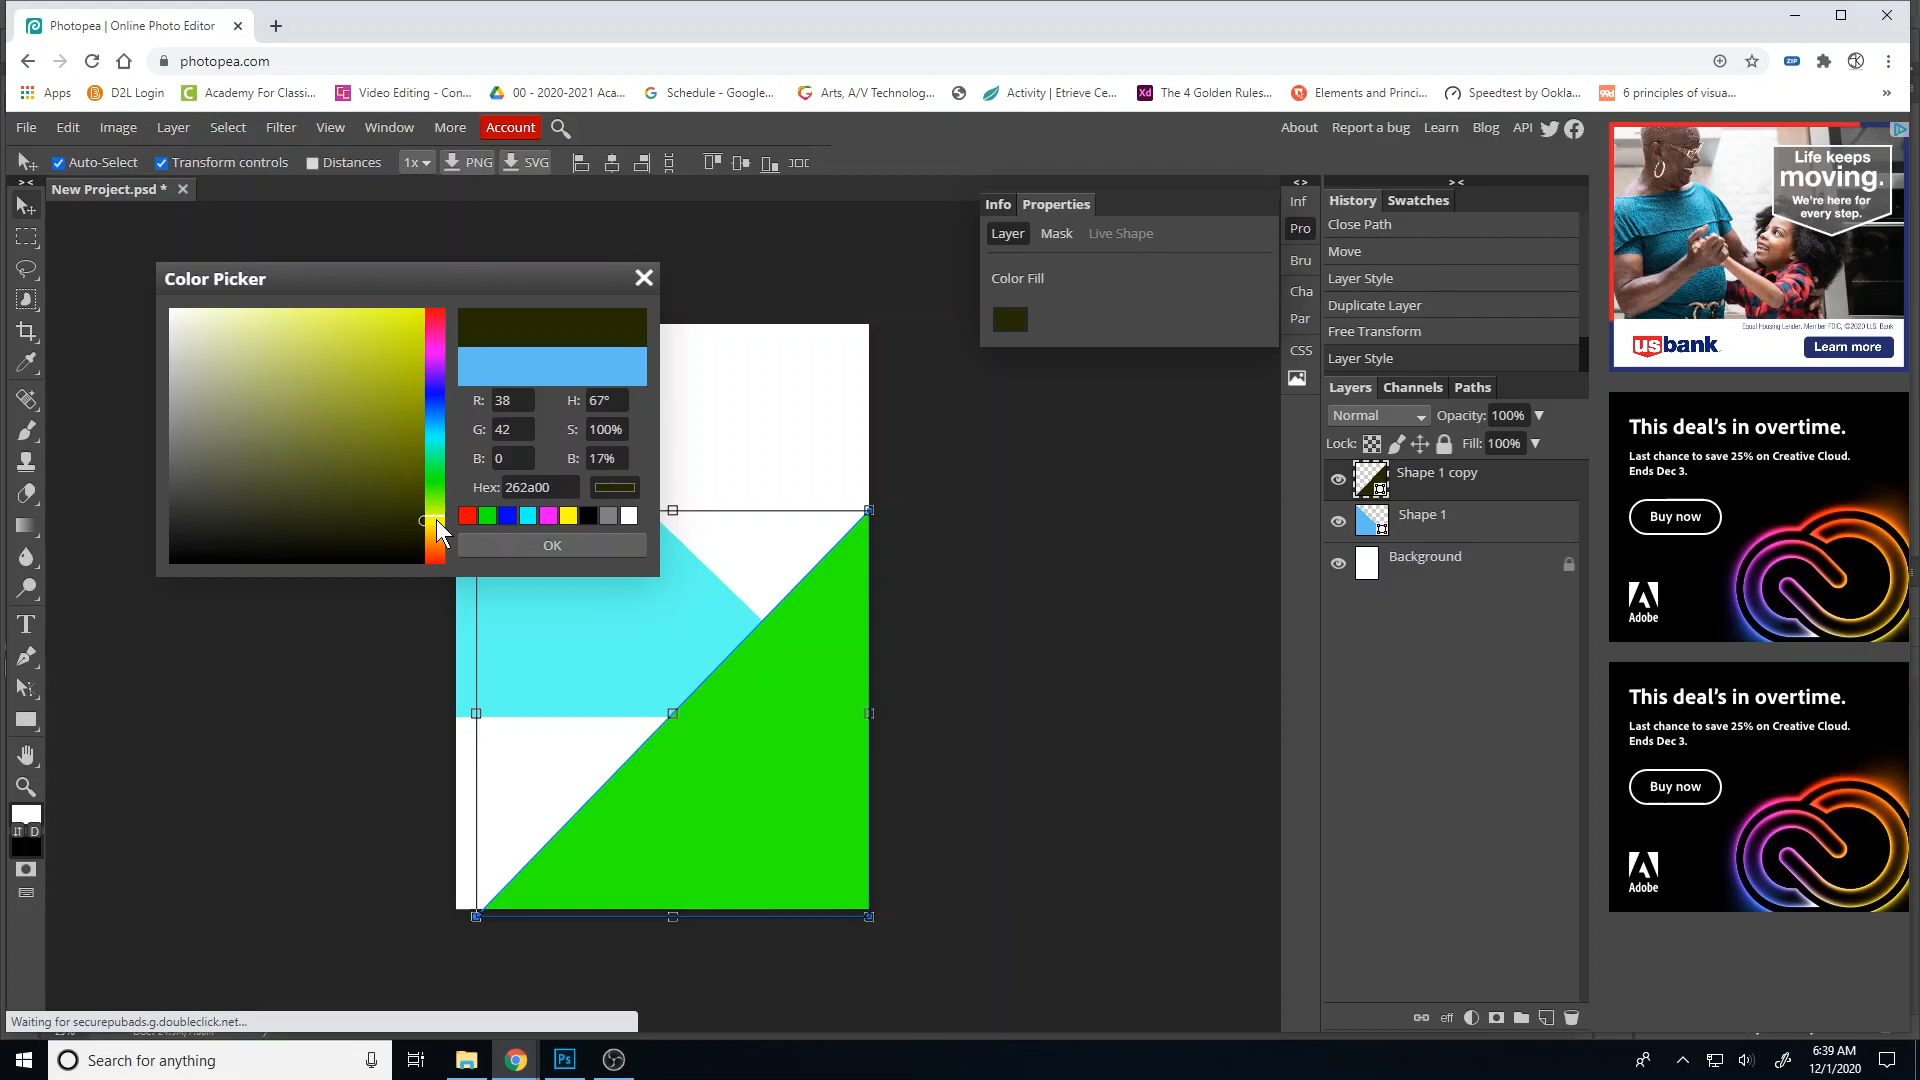 Photopea | Online Photo Editor
photopea.com
Apps
D2L Login
Academy For Classi...
Video Editing - Con...
00 - 2020-2021 Aca...
Schedule - Google...
Arts, A/V Technolog...
Activity | Etrieve Ce...
The 4 Golden Rules...
Elements and Princi...
Speedtest by Ookla...
6 principles of visua...
File Edit Image Layer Select Filter View Window More Account
About Report a bug Learn Blog API
Auto-Select Transform controls Distances 1x PNG SVG
New Project.psd *
Color Picker
R: 38 H: 67°
G: 42 S: 100%
B: 0 B: 17%
Hex: 262a00
OK
Info Properties
Layer Mask Live Shape
Color Fill
Inf
Pro
Bru
Cha
Par
CSS
History Swatches
Close Path
Move
Layer Style
Duplicate Layer
Free Transform
Layer Style
Layers Channels Paths
Normal Opacity: 100%
Lock: Fill: 100%
Shape 1 copy
Shape 1
Background
eff
Life keeps
moving.
We're here for
every step.
Equal Housing Lender. Member FDIC. ©2020 U.S. Bank
usbank
Learn more
This deal's in overtime.
Last chance to save 25% on Creative Cloud.
Ends Dec 3.
Buy now
Adobe
This deal's in overtime.
Last chance to save 25% on Creative Cloud.
Ends Dec 3.
Buy now
Adobe
Waiting for securepubads.g.doubleclick.net...
Search for anything
Ps
6:39 AM
12/1/2020